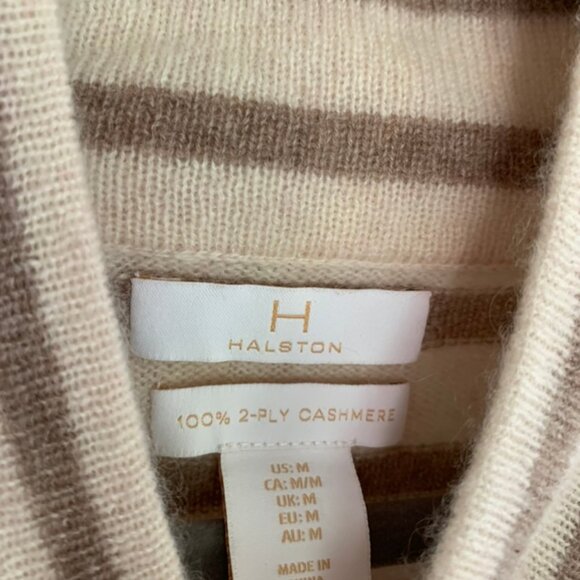 H
HALSTON
100% 2-PLY CASHMERE
US: M
CA: M/M
UK: M
EU: M
AU: M
MADE IN